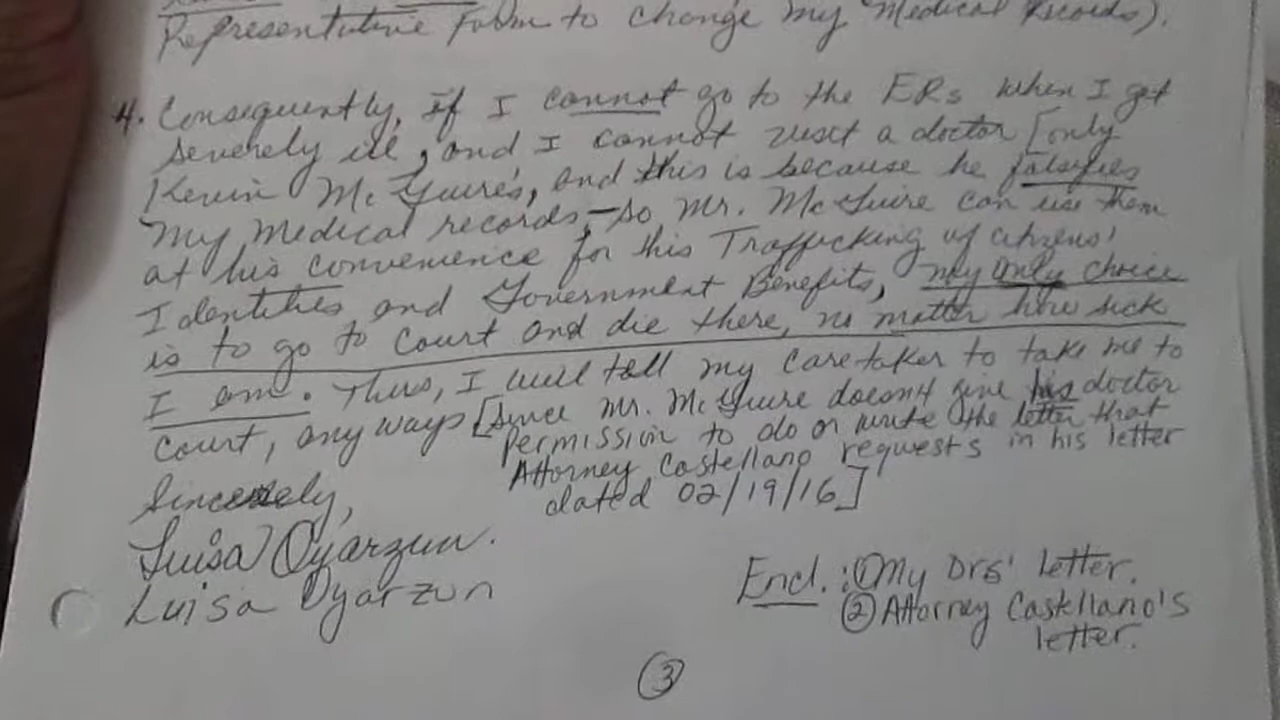 Representative Form to change my Medical Records).
4. Consequently, If I cannot go to the ERs when I get
severely ill, and I cannot visit a doctor [only
Kevin McGuire's, and this is because he falsifies
My Medical records—so Mr. McGuire can use them
at his convenience for this Trafficking of citizens'
Identities and Government Benefits, my only choice
is to go to Court and die there, no matter how sick
I am. Thus, I will tell my caretaker to take me to
court, any ways [Since Mr. McGuire doesn't give his doctor
Permission to do or write the letter that
Attorney Castellano requests in his letter
dated 02/19/16]
Sincerely,
Luisa Oyarzun.
Luisa Oyarzun
Encl.: ① My Drs' letter.
② Attorney Castellano's
letter.
③